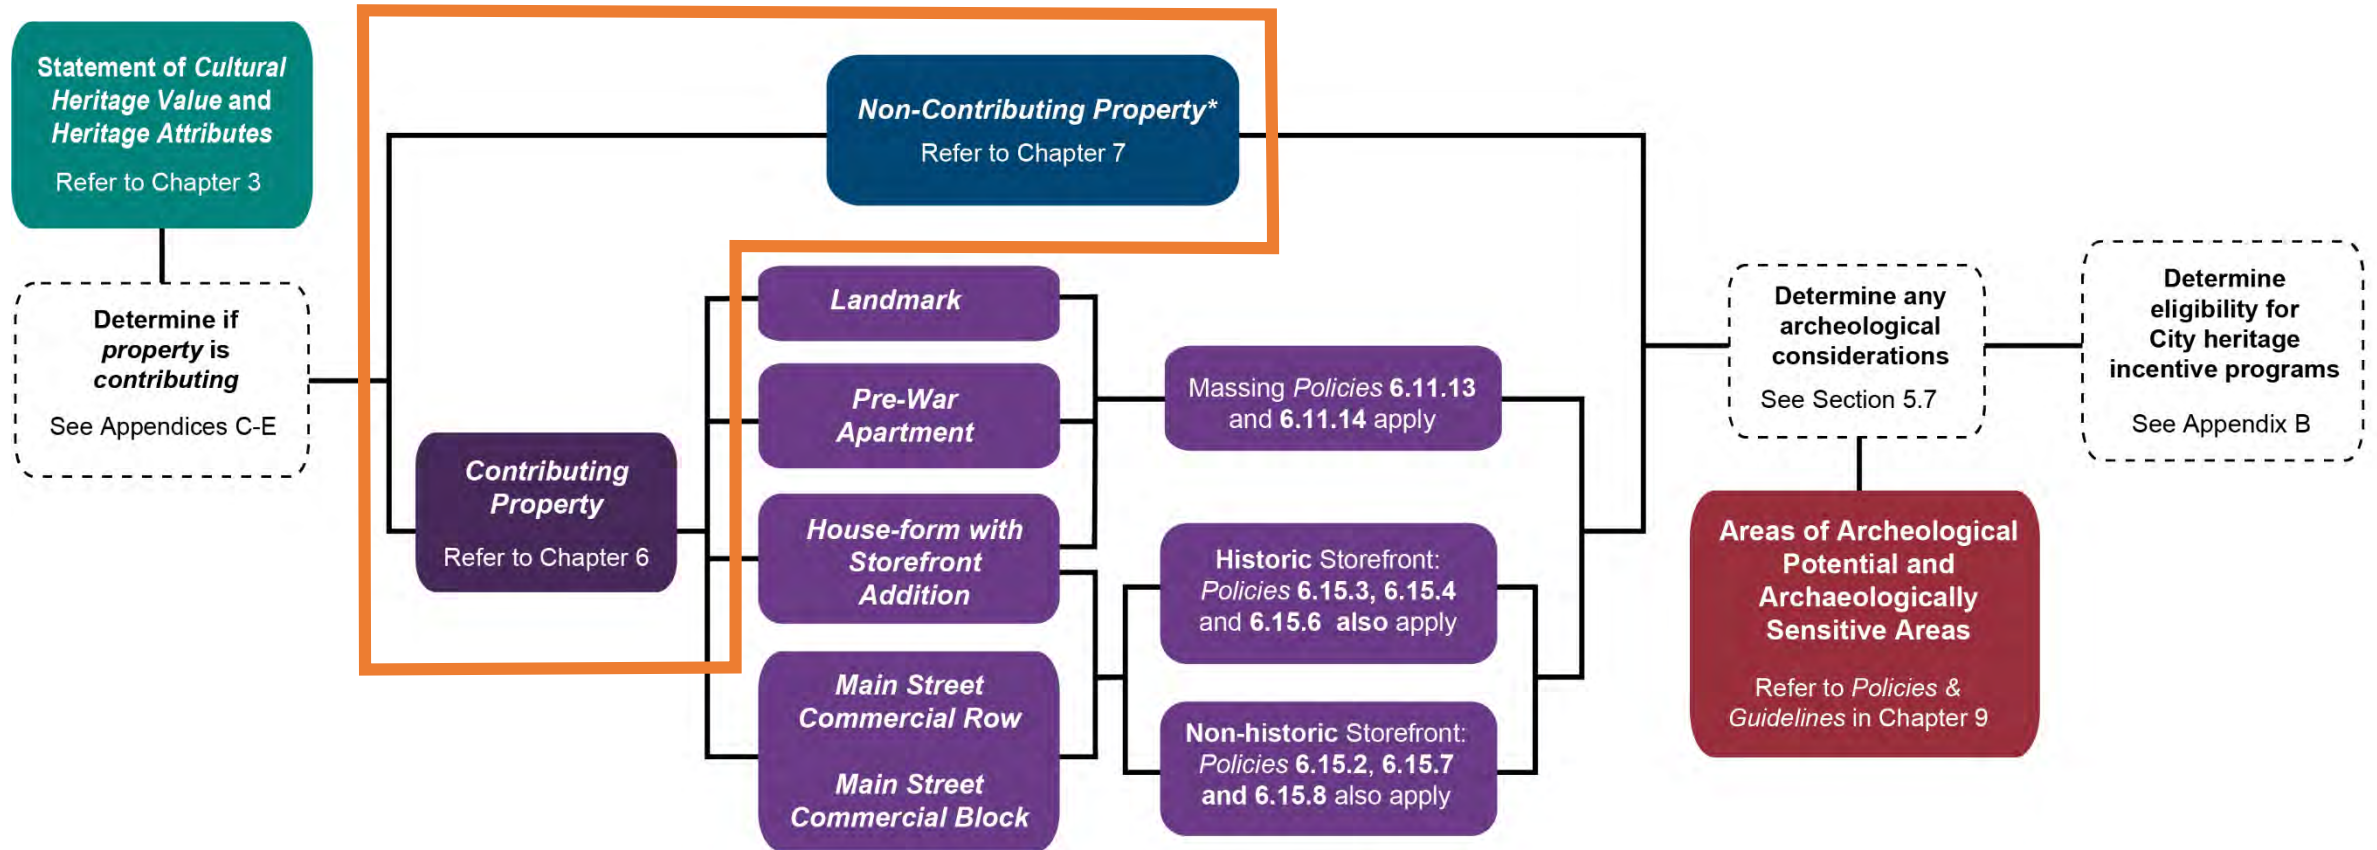 Statement of Cultural
Heritage Value and
Heritage Attributes
Refer to Chapter 3
Determine if
property is
contributing
See Appendices C-E
Non-Contributing Property*
Refer to Chapter 7
Contributing
Property
Refer to Chapter 6
Landmark
Pre-War
Apartment
House-form with
Storefront
Addition
Main Street
Commercial Row
Main Street
Commercial Block
Massing Policies 6.11.13
and 6.11.14 apply
Historic Storefront:
Policies 6.15.3, 6.15.4
and 6.15.6 also apply
Non-historic Storefront:
Policies 6.15.2, 6.15.7
and 6.15.8 also apply
Determine any
archeological
considerations
See Section 5.7
Areas of Archeological
Potential and
Archaeologically
Sensitive Areas
Refer to Policies &
Guidelines in Chapter 9
Determine
eligibility for
City heritage
incentive programs
See Appendix B